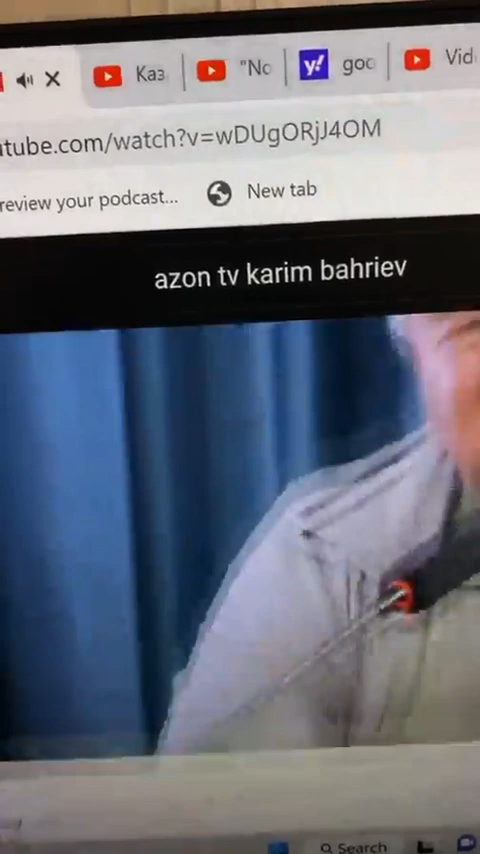 Каз "No goo Vid
utube.com/watch?v=wDUgORjJ4OM
review your podcast... New tab
azon tv karim bahriev
Search